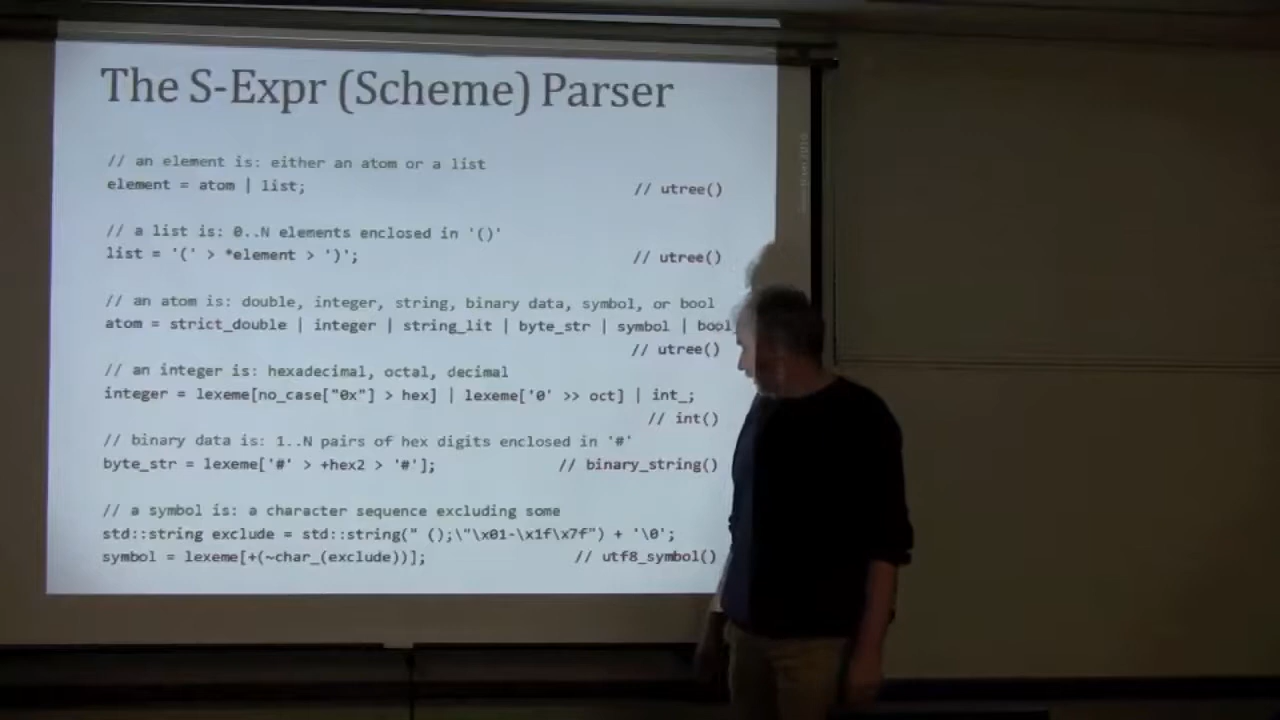 The S-Expr (Scheme) Parser
// an element is: either an atom or a list
element = atom | list; // utree()
// a list is: 0..N elements enclosed in '()'
list = '(' > *element > ')'; // utree()
// an atom is: double, integer, string, binary data, symbol, or bool
atom = strict_double | integer | string_lit | byte_str | symbol | bool
// utree()
// an integer is: hexadecimal, octal, decimal
integer = lexeme[no_case["0x"] > hex] | lexeme['0' >> oct] | int_;
// int()
// binary data is: 1..N pairs of hex digits enclosed in '#'
byte_str = lexeme['#' > +hex2 > '#']; // binary_string()
// a symbol is: a character sequence excluding some
std::string exclude = std::string(" ();\"\x01-\x1f\x7f") + '\0';
symbol = lexeme[+(~char_(exclude))]; // utf8_symbol()